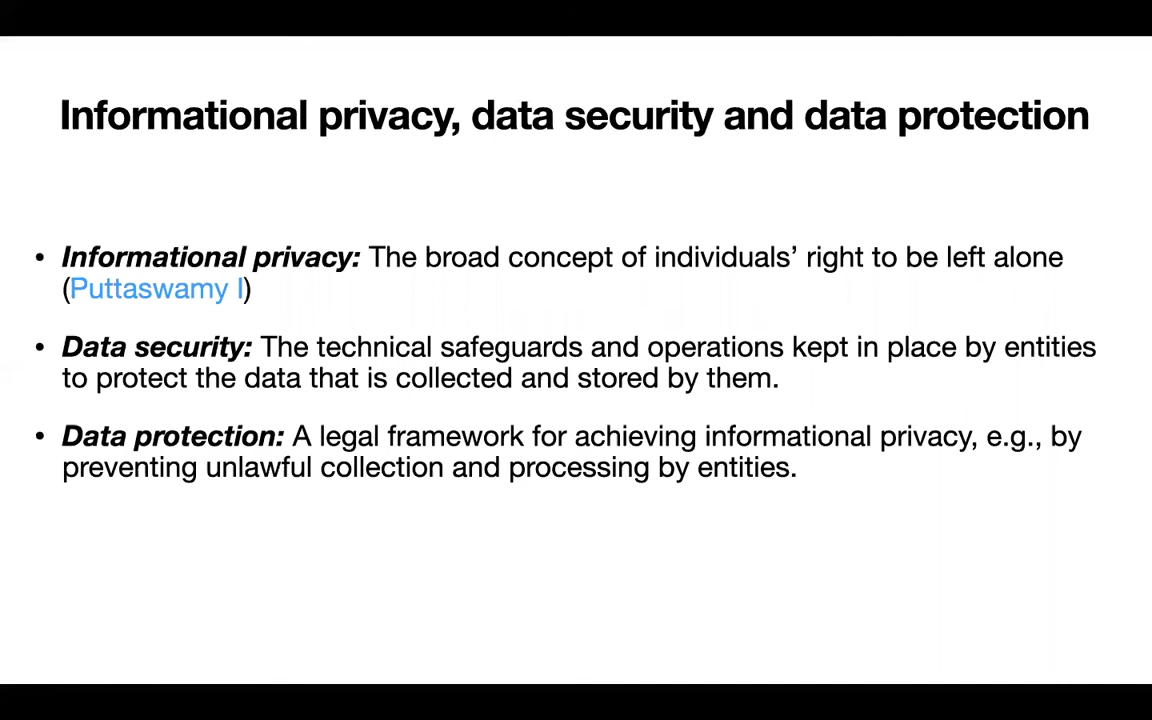 Informational privacy, data security and data protection
• Informational privacy: The broad concept of individuals’ right to be left alone
(Puttaswamy I)
• Data security: The technical safeguards and operations kept in place by entities
to protect the data that is collected and stored by them.
• Data protection: A legal framework for achieving informational privacy, e.g., by
preventing unlawful collection and processing by entities.